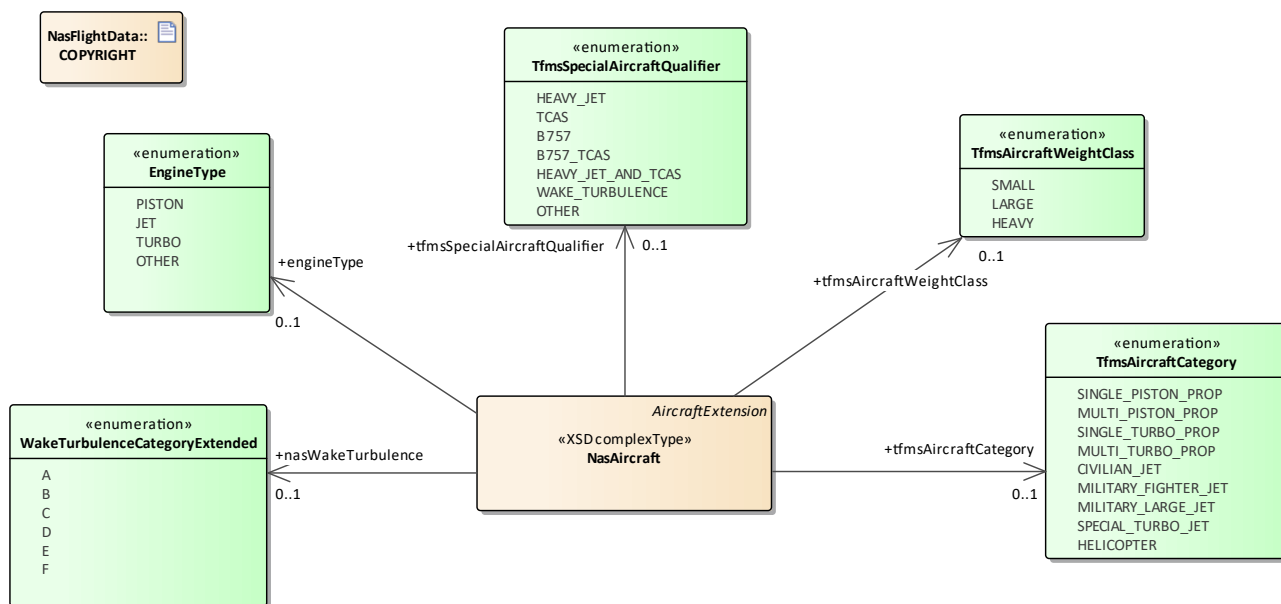 NasFlightData::
COPYRIGHT
«enumeration»
TfmsSpecialAircraftQualifier
HEAVY_JET
TCAS
B757
B757_TCAS
HEAVY_JET_AND_TCAS
WAKE_TURBULENCE
OTHER
«enumeration»
EngineType
PISTON
JET
TURBO
OTHER
«enumeration»
TfmsAircraftWeightClass
SMALL
LARGE
HEAVY
+tfmsSpecialAircraftQualifier
0..1
0..1
+engineType
0..1
+tfmsAircraftWeightClass
«enumeration»
TfmsAircraftCategory
SINGLE_PISTON_PROP
MULTI_PISTON_PROP
SINGLE_TURBO_PROP
MULTI_TURBO_PROP
CIVILIAN_JET
MILITARY_FIGHTER_JET
MILITARY_LARGE_JET
SPECIAL_TURBO_JET
HELICOPTER
«enumeration»
WakeTurbulenceCategoryExtended
A
B
C
D
E
F
+nasWakeTurbulence
0..1
AircraftExtension
«XSDcomplexType»
NasAircraft
+tfmsAircraftCategory
0..1